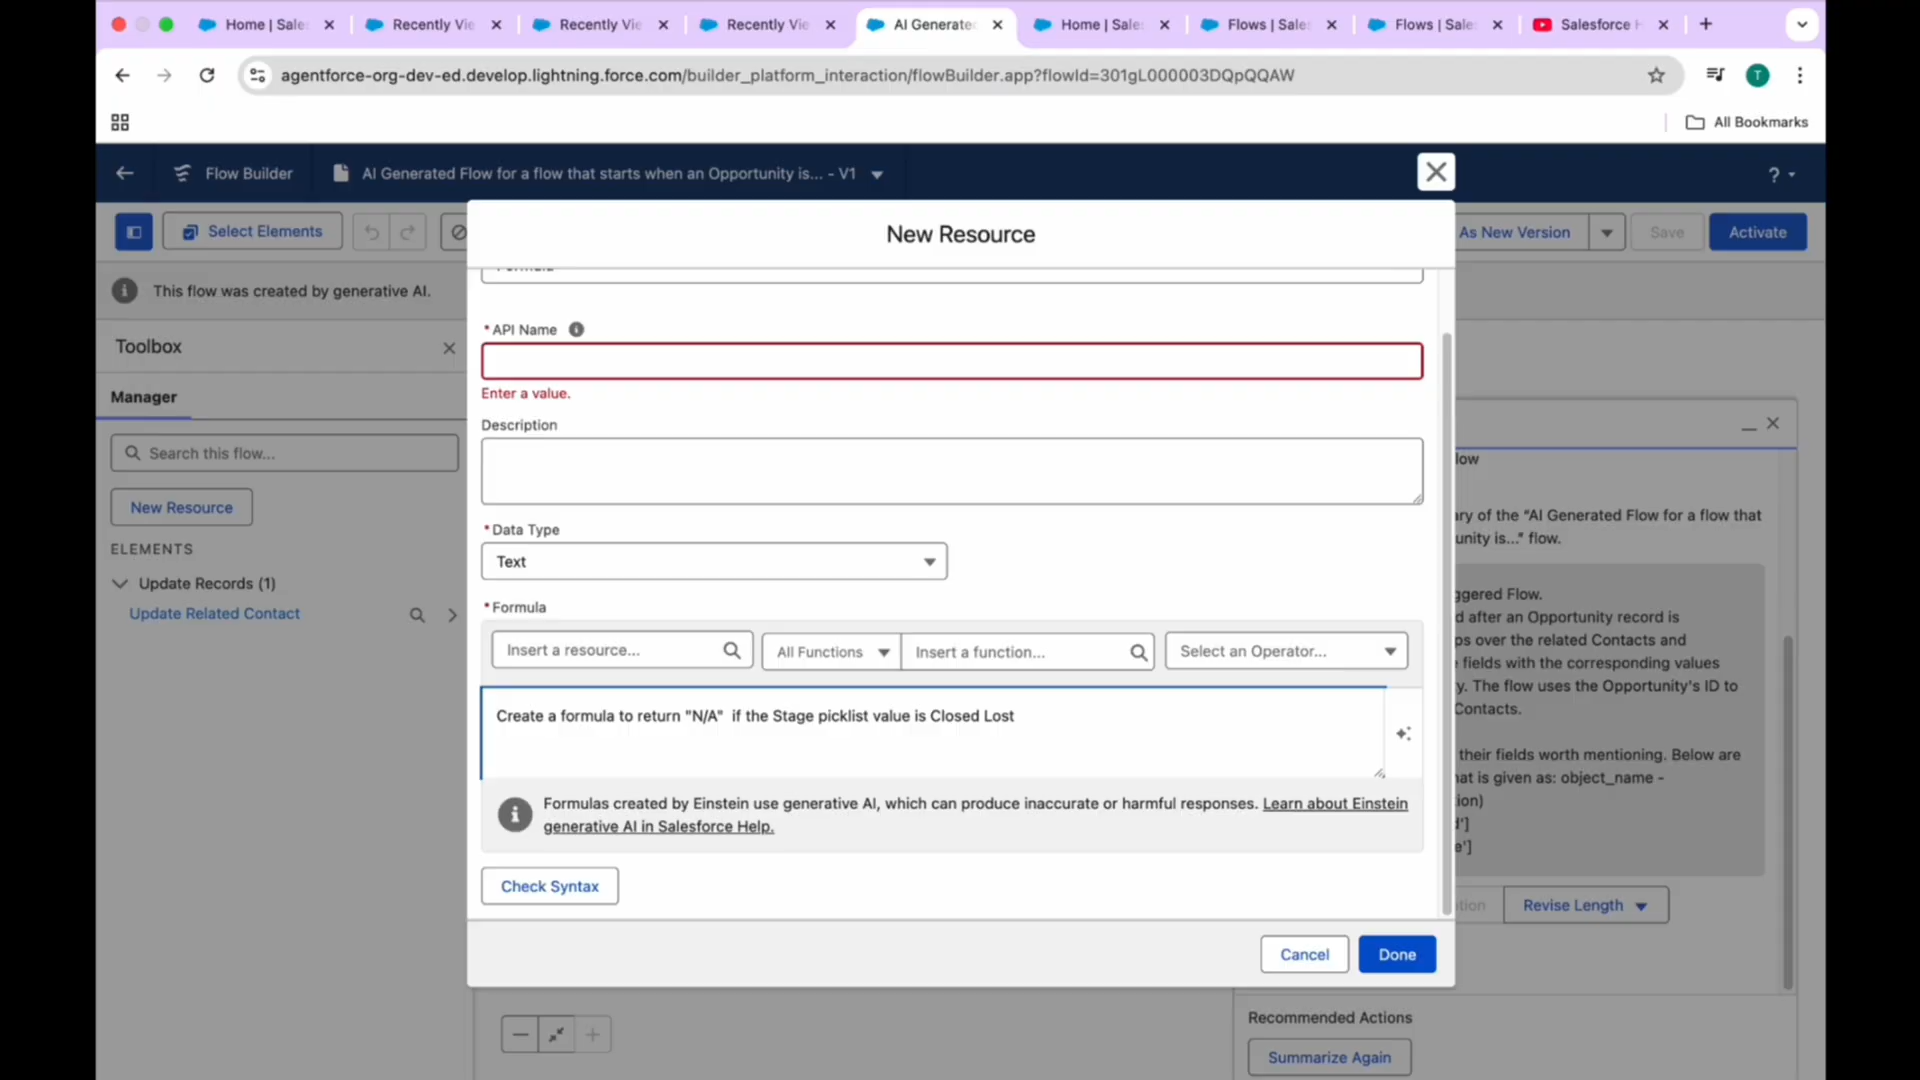 Home | Sale
Recently Vie
Recently Vie
Recently Vie
AI Generate
Home | Sale
Flows | Sale
Flows | Sale
Salesforce
agentforce-org-dev-ed.develop.lightning.force.com/builder_platform_interaction/flowBuilder.app?flowId=301gL000003DQpQQAW
T
All Bookmarks
Flow Builder
AI Generated Flow for a flow that starts when an Opportunity is... - V1
?
Select Elements
As New Version
Save
Activate
This flow was created by generative AI.
Toolbox
Manager
Search this flow...
New Resource
ELEMENTS
Update Records (1)
Update Related Contact
New Resource
* API Name
Enter a value.
Description
* Data Type
Text
* Formula
Insert a resource...
All Functions
Insert a function...
Select an Operator...
Create a formula to return "N/A"  if the Stage picklist value is Closed Lost
Formulas created by Einstein use generative AI, which can produce inaccurate or harmful responses. Learn about Einstein
generative AI in Salesforce Help.
Check Syntax
Cancel
Done
low
ary of the “AI Generated Flow for a flow that
unity is...” flow.
ggered Flow.
d after an Opportunity record is
ps over the related Contacts and
fields with the corresponding values
y. The flow uses the Opportunity's ID to
Contacts.
their fields worth mentioning. Below are
hat is given as: object_name -
ion)
d']
e']
tion
Revise Length
Recommended Actions
Summarize Again